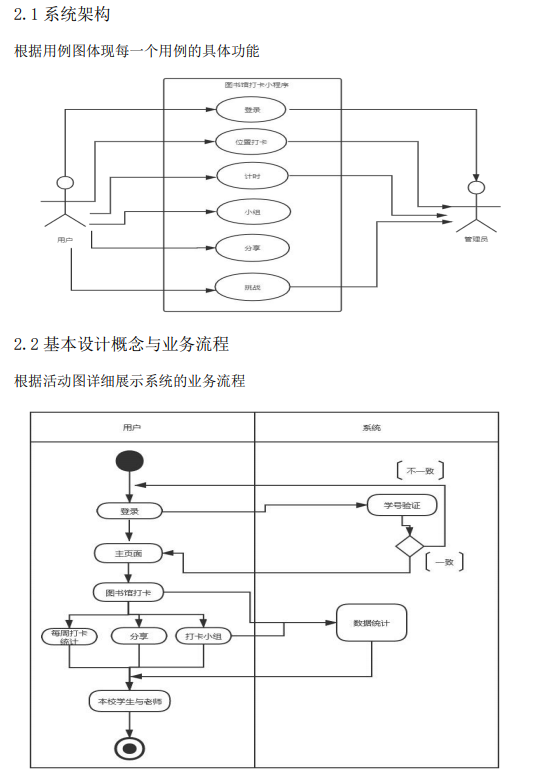 2.1 系统架构
根据用例图体现每一个用例的具体功能
图书馆打卡小程序
登录
位置打卡
计时
小组
用户
管理员
分享
挑战
2.2 基本设计概念与业务流程
根据活动图详细展示系统的业务流程
用户
系统
不一致
登录
学号验证
主页面
一致
图书馆打卡
数据统计
每周打卡
统计
分享
打卡小组
本校学生与老师